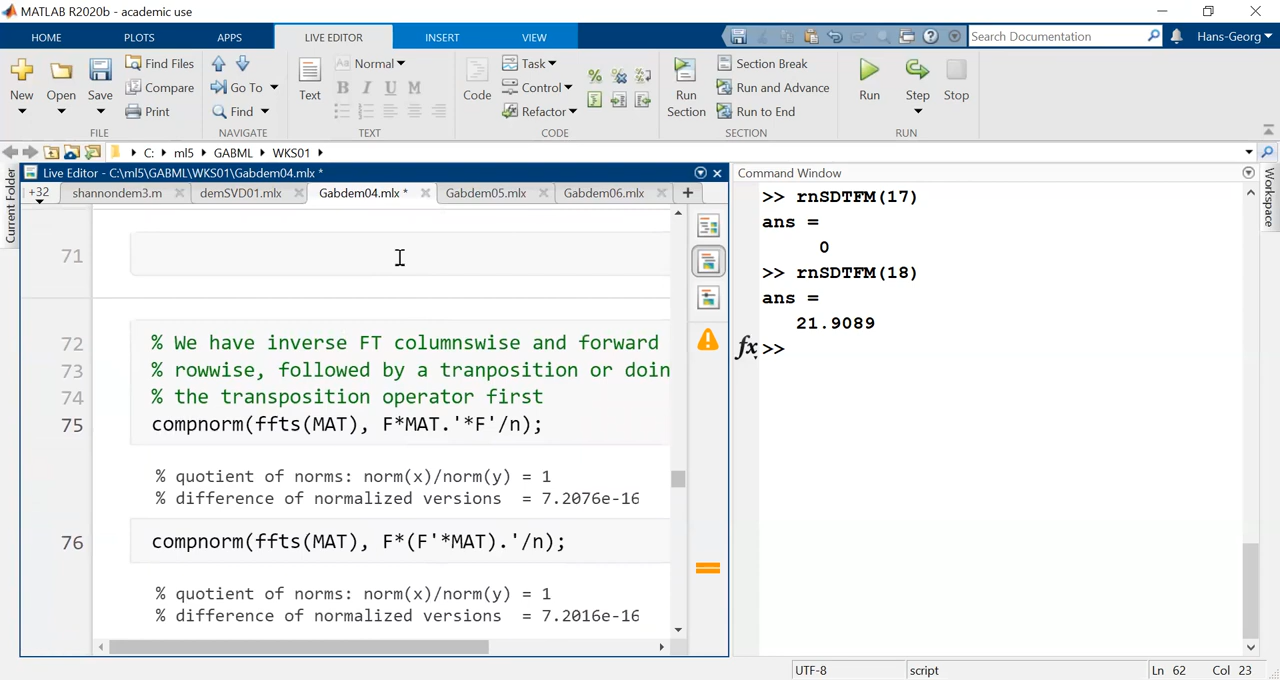 MATLAB R2020b - academic use
HOME PLOTS APPS LIVE EDITOR INSERT VIEW Search Documentation Hans-Georg
New Open Save Find Files Compare Print
FILE
Go To Find
NAVIGATE
Text Aa Normal B I U M
TEXT
Code Task Control Refactor
CODE
Run Section Section Break Run and Advance Run to End
SECTION
Run Step Stop
RUN
C: ml5 GABML WKS01
Current Folder
Live Editor - C:\ml5\GABML\WKS01\Gabdem04.mlx *
+32 shannondem3.m demSVD01.mlx Gabdem04.mlx * Gabdem05.mlx Gabdem06.mlx
71
72 % We have inverse FT columnswise and forward
73 % rowwise, followed by a tranposition or doin
74 % the transposition operator first
75 compnorm(ffts(MAT), F*MAT.'*F'/n);
% quotient of norms: norm(x)/norm(y) = 1
% difference of normalized versions = 7.2076e-16
76 compnorm(ffts(MAT), F*(F'*MAT).'/n);
% quotient of norms: norm(x)/norm(y) = 1
% difference of normalized versions = 7.2016e-16
Command Window
>> rnSDTFM(17)
ans =
0
>> rnSDTFM(18)
ans =
21.9089
fx >>
Workspace
UTF-8 script Ln 62 Col 23